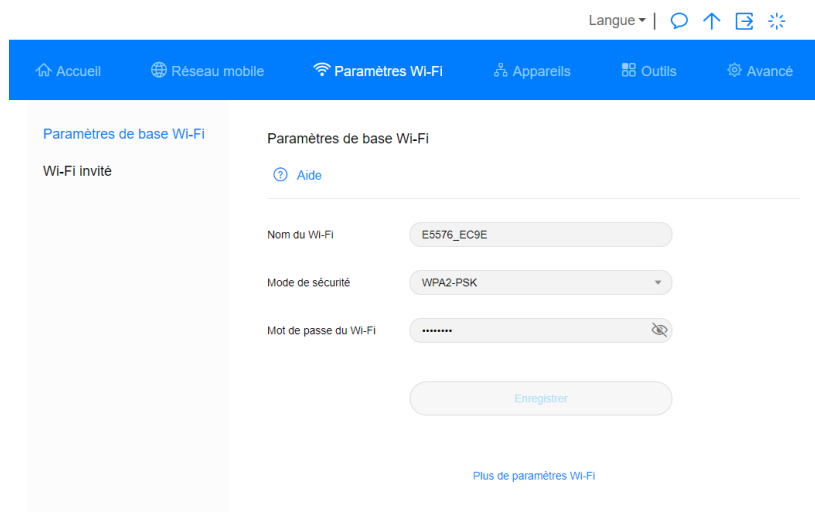 Langue
Accueil
Réseau mobile
Paramètres Wi-Fi
Appareils
Outils
Avancé
Paramètres de base Wi-Fi
Wi-Fi invité
Paramètres de base Wi-Fi
Aide
Nom du Wi-Fi
E5576_EC9E
Mode de sécurité
WPA2-PSK
Mot de passe du Wi-Fi
••••••••
Enregistrer
Plus de paramètres Wi-Fi